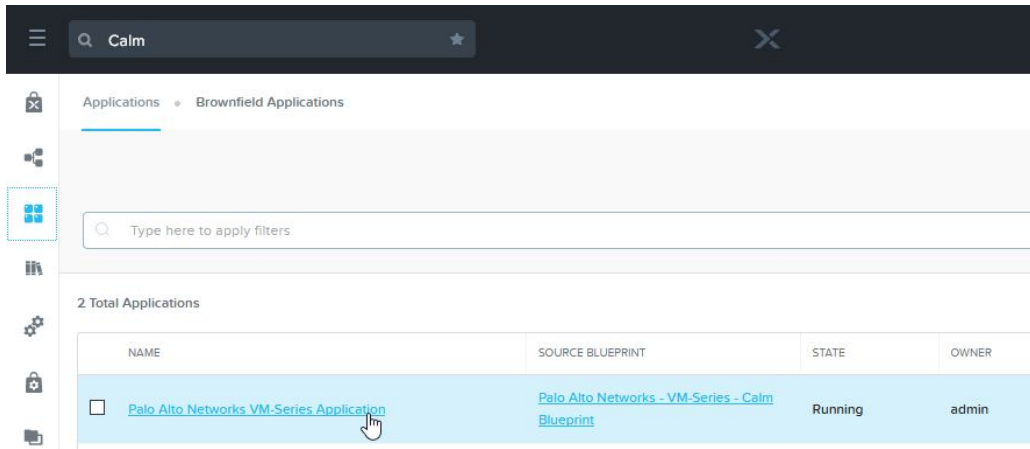 Calm
Applications
Brownfield Applications
Type here to apply filters
2 Total Applications
NAME SOURCE BLUEPRINT STATE OWNER
Palo Alto Networks VM-Series Application
Palo Alto Networks - VM-Series - Calm
Blueprint
Running
admin